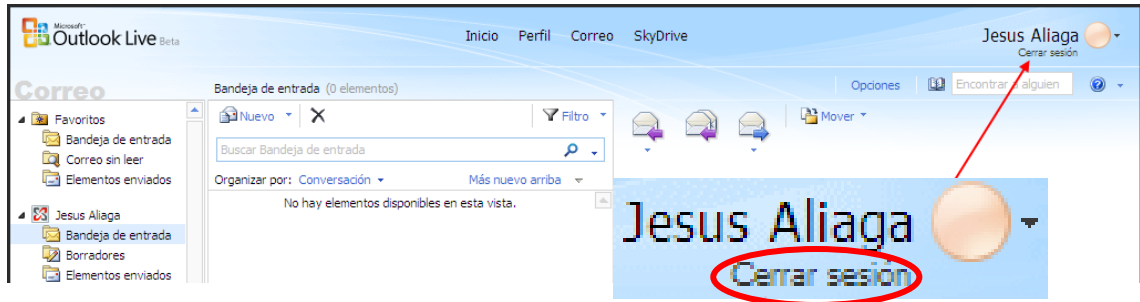 Microsoft®
Outlook Live Beta
Inicio Perfil Correo SkyDrive
Jesus Aliaga
Cerrar sesión
Correo
Bandeja de entrada (0 elementos)
Opciones
Encontrar a alguien
Favoritos
Bandeja de entrada
Correo sin leer
Elementos enviados
Jesus Aliaga
Bandeja de entrada
Borradores
Elementos enviados
Nuevo
Filtro
Buscar Bandeja de entrada
Organizar por: Conversación Más nuevo arriba
No hay elementos disponibles en esta vista.
Mover
Jesus Aliaga
Cerrar sesión